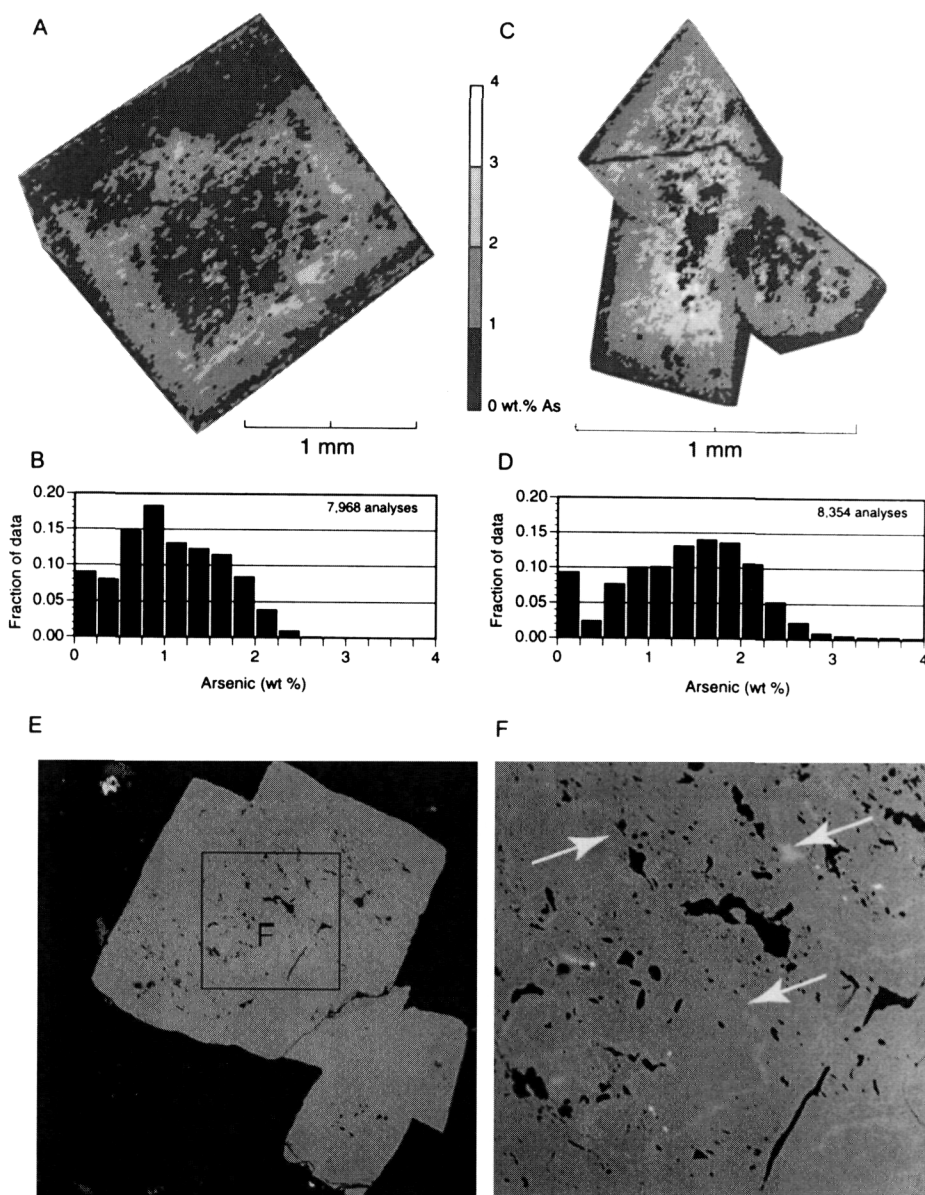 A
C
4
3
2
1
0 wt.% As
1 mm
1 mm
B
7,968 analyses
Fraction of data
0.20
0.15
0.10
0.05
0.00
0 1 2 3 4
Arsenic (wt %)
D
8,354 analyses
Fraction of data
0.20
0.15
0.10
0.05
0.00
0 1 2 3 4
Arsenic (wt %)
E
F
F